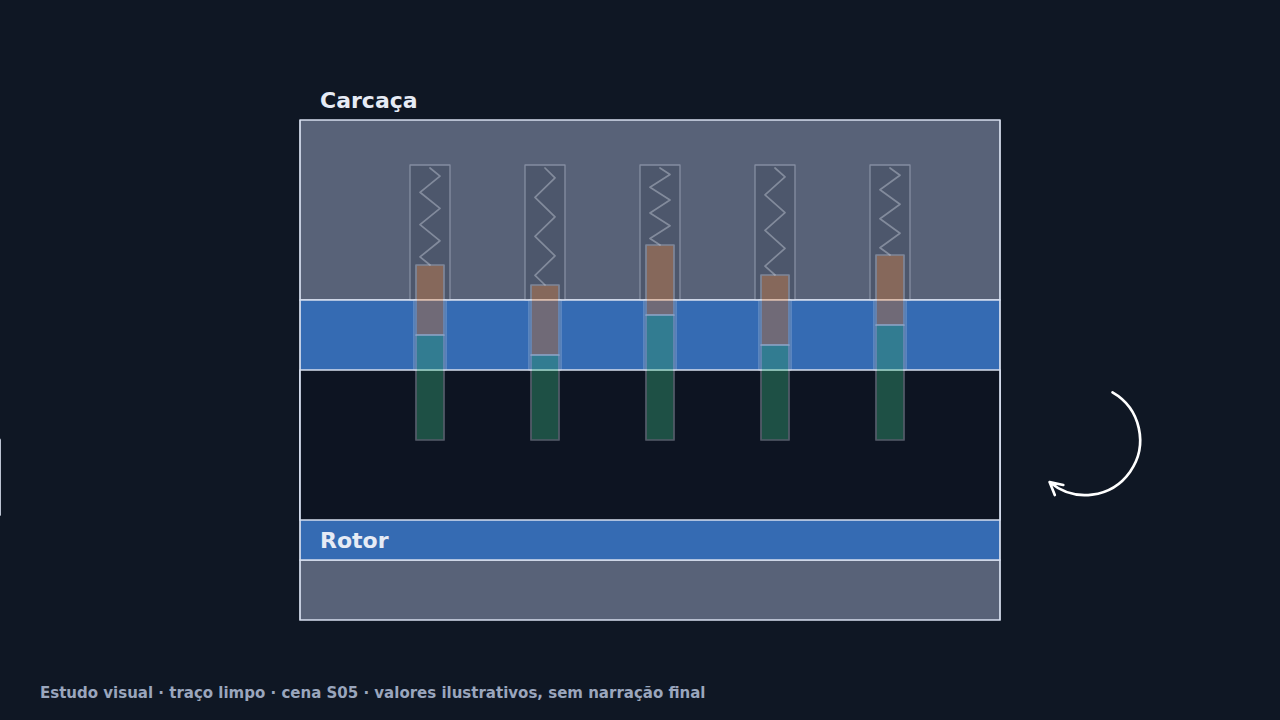 Carcaça
Rotor
Estudo visual · traço limpo · cena S05 · valores ilustrativos, sem narração final